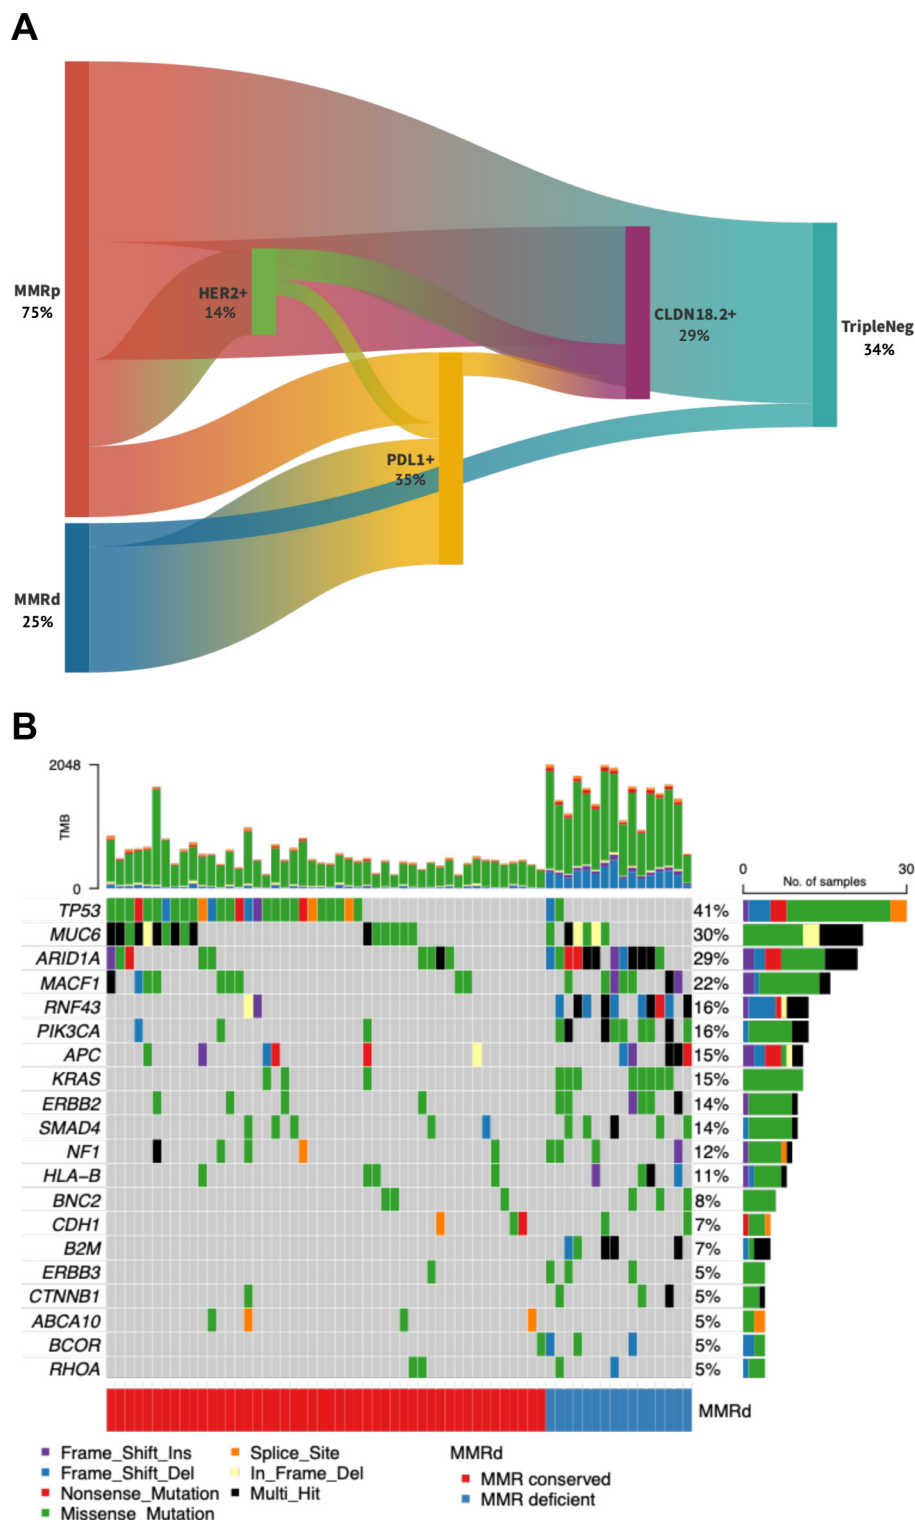 A
MMRp
75%
HER2+
14%
CLDN18.2+
29%
TripleNeg
34%
PDL1+
35%
MMRd
25%
B
2048
TMB
0
0 30
No. of samples
TP53 41%
MUC6 30%
ARID1A 29%
MACF1 22%
RNF43 16%
PIK3CA 16%
APC 15%
KRAS 15%
ERBB2 14%
SMAD4 14%
NF1 12%
HLA−B 11%
BNC2 8%
CDH1 7%
B2M 7%
ERBB3 5%
CTNNB1 5%
ABCA10 5%
BCOR 5%
RHOA 5%
MMRd
Frame_Shift_Ins Splice_Site MMRd
Frame_Shift_Del In_Frame_Del MMR conserved
Nonsense_Mutation Multi_Hit MMR deficient
Missense_Mutation